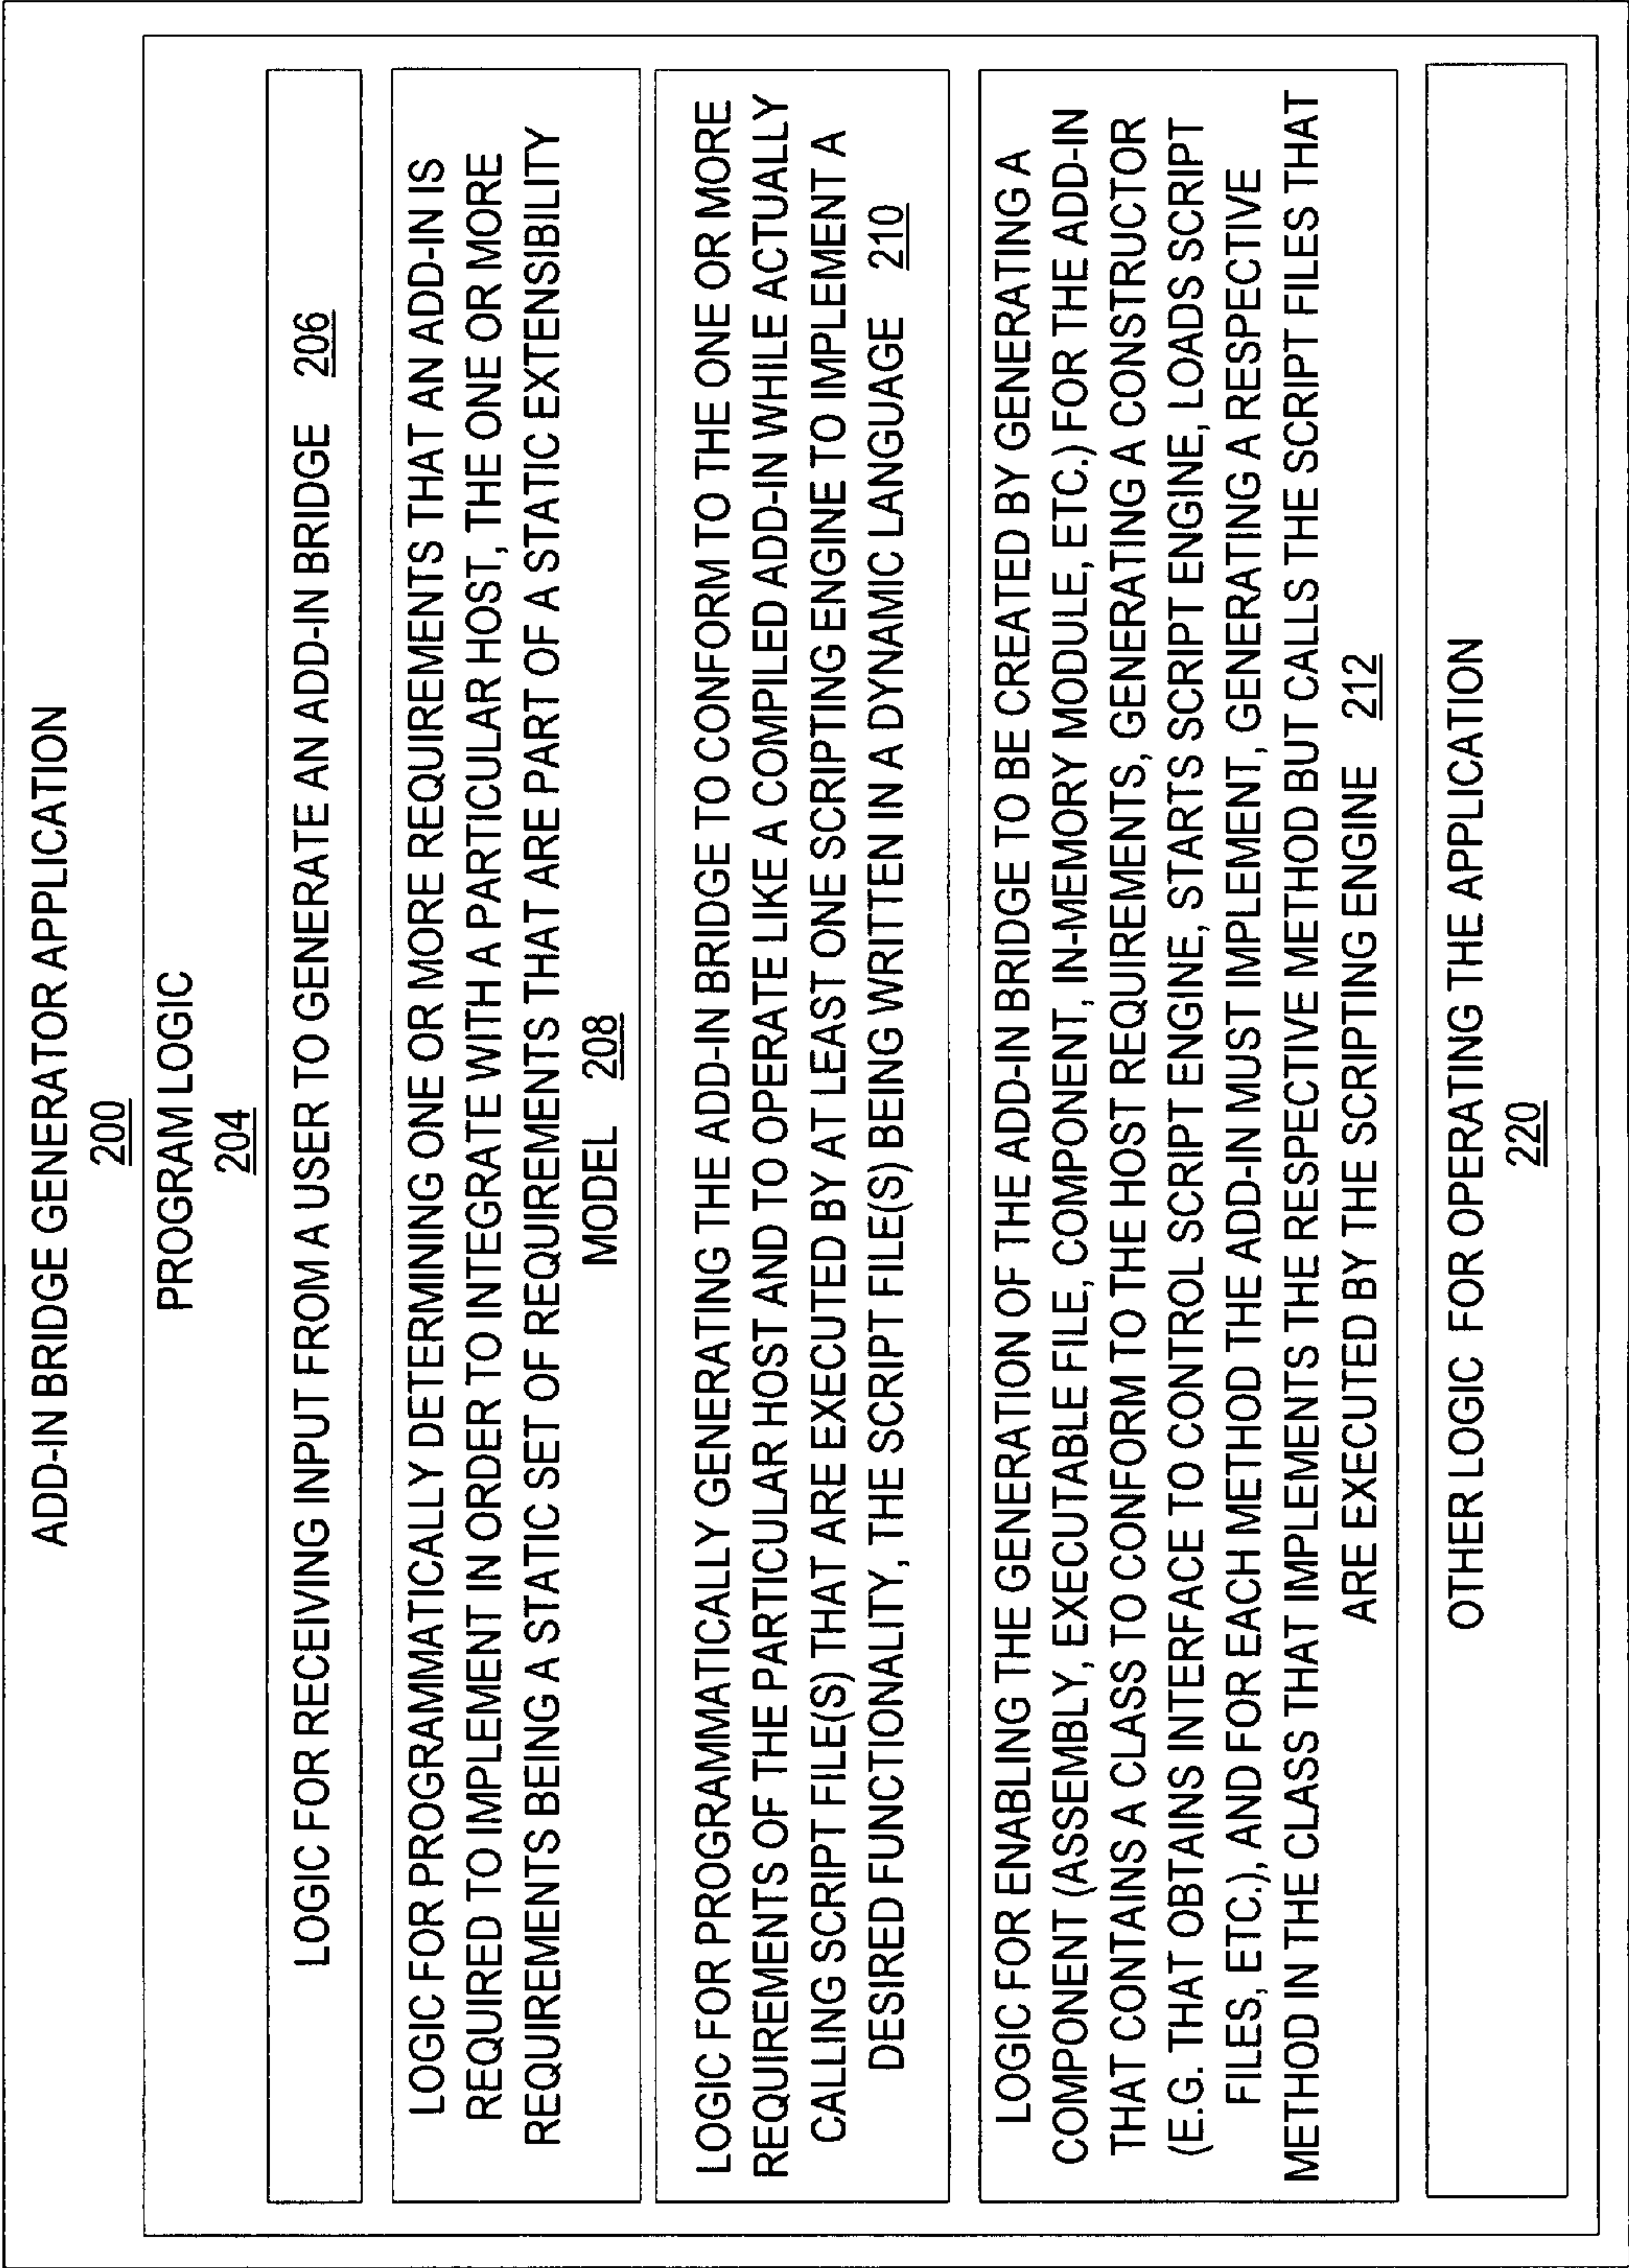 ADD-IN BRIDGE GENERATOR APPLICATION
200
PROGRAM LOGIC
204
LOGIC FOR RECEIVING INPUT FROM A USER TO GENERATE AN ADD-IN BRIDGE 206
LOGIC FOR PROGRAMMATICALLY DETERMINING ONE OR MORE REQUIREMENTS THAT AN ADD-IN IS
REQUIRED TO IMPLEMENT IN ORDER TO INTEGRATE WITH A PARTICULAR HOST, THE ONE OR MORE
REQUIREMENTS BEING A STATIC SET OF REQUIREMENTS THAT ARE PART OF A STATIC EXTENSIBILITY
MODEL 208
LOGIC FOR PROGRAMMATICALLY GENERATING THE ADD-IN BRIDGE TO CONFORM TO THE ONE OR MORE
REQUIREMENTS OF THE PARTICULAR HOST AND TO OPERATE LIKE A COMPILED ADD-IN WHILE ACTUALLY
CALLING SCRIPT FILE(S) THAT ARE EXECUTED BY AT LEAST ONE SCRIPTING ENGINE TO IMPLEMENT A
DESIRED FUNCTIONALITY, THE SCRIPT FILE(S) BEING WRITTEN IN A DYNAMIC LANGUAGE 210
LOGIC FOR ENABLING THE GENERATION OF THE ADD-IN BRIDGE TO BE CREATED BY GENERATING A
COMPONENT (ASSEMBLY, EXECUTABLE FILE, COMPONENT, IN-MEMORY MODULE, ETC.) FOR THE ADD-IN
THAT CONTAINS A CLASS TO CONFORM TO THE HOST REQUIREMENTS, GENERATING A CONSTRUCTOR
(E.G. THAT OBTAINS INTERFACE TO CONTROL SCRIPT ENGINE, STARTS SCRIPT ENGINE, LOADS SCRIPT
FILES, ETC.), AND FOR EACH METHOD THE ADD-IN MUST IMPLEMENT, GENERATING A RESPECTIVE
METHOD IN THE CLASS THAT IMPLEMENTS THE RESPECTIVE METHOD BUT CALLS THE SCRIPT FILES THAT
ARE EXECUTED BY THE SCRIPTING ENGINE 212
OTHER LOGIC FOR OPERATING THE APPLICATION
220